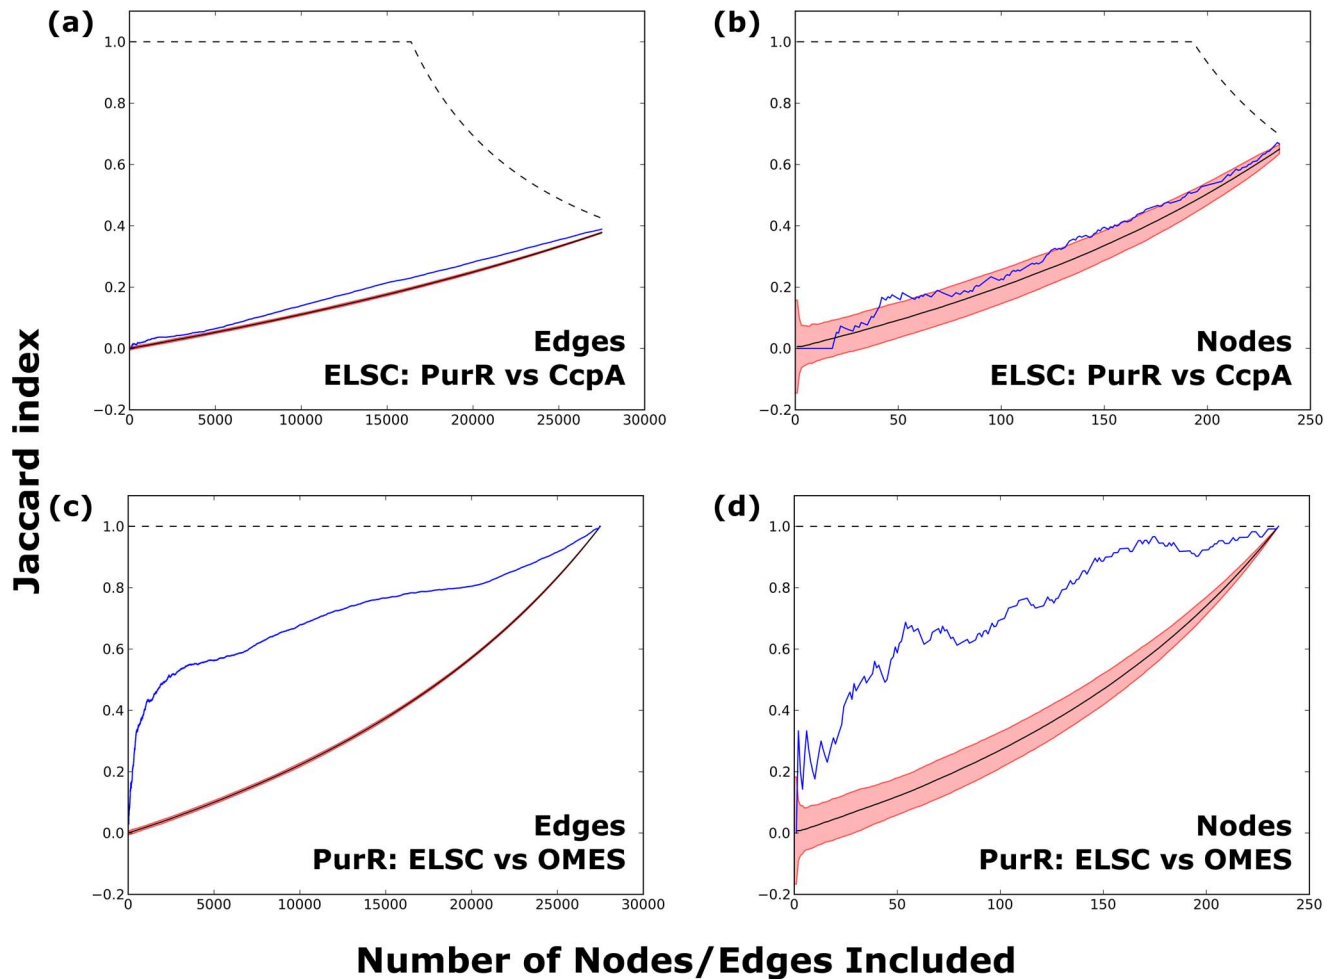 (a)
1.0
0.8
0.6
0.4
0.2
0.0
−0.2
0 5000 10000 15000 20000 25000 30000
Edges
ELSC: PurR vs CcpA
(b)
1.0
0.8
0.6
0.4
0.2
0.0
−0.2
0 50 100 150 200 250
Nodes
ELSC: PurR vs CcpA
Jaccard index
(c)
1.0
0.8
0.6
0.4
0.2
0.0
−0.2
0 5000 10000 15000 20000 25000 30000
Edges
PurR: ELSC vs OMES
(d)
1.0
0.8
0.6
0.4
0.2
0.0
−0.2
0 50 100 150 200 250
Nodes
PurR: ELSC vs OMES
Number of Nodes/Edges Included